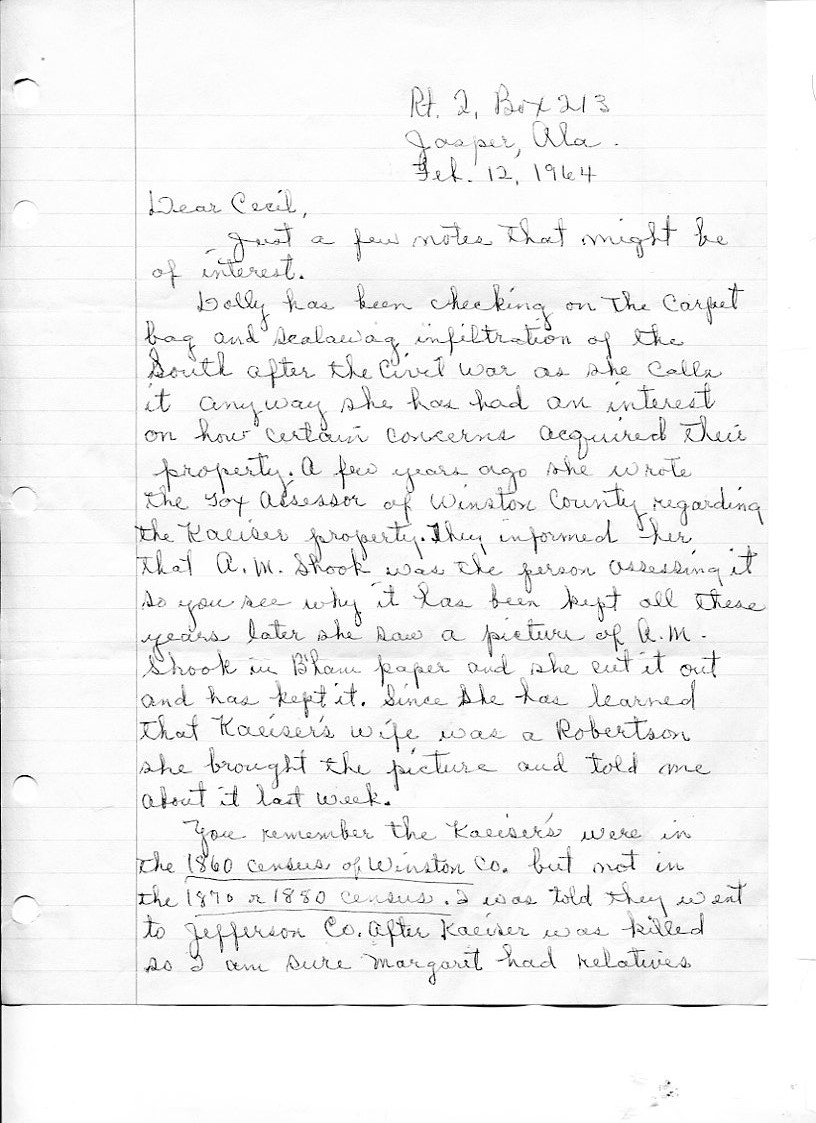 Rt. 2, Box 213
Jasper, Ala.
Feb. 12, 1964
Dear Cecil,
Just a few notes that might be
of interest.
Dolly has been checking on the Carpet
bag and scalawag infiltration of the
South after the Civil War as she calls
it anyway she has had an interest
on how certain concerns acquired their
property. A few years ago she wrote
the Tax Assessor of Winston County regarding
the Kaeiser property. They informed her
that A.M. Shook was the person assessing it
so you see why it has been kept all these
years later she saw a picture of A.M.
Shook in B'ham paper and she cut it out
and has kept it. Since she has learned
that Kaeiser's wife was a Robertson
she brought the picture and told me
about it last week.
You remember the Kaeiser's were in
the 1860 census of Winston Co. but not in
the 1870 or 1880 census. I was told they went
to Jefferson Co. After Kaeiser was killed
so I am sure Margarit had relatives